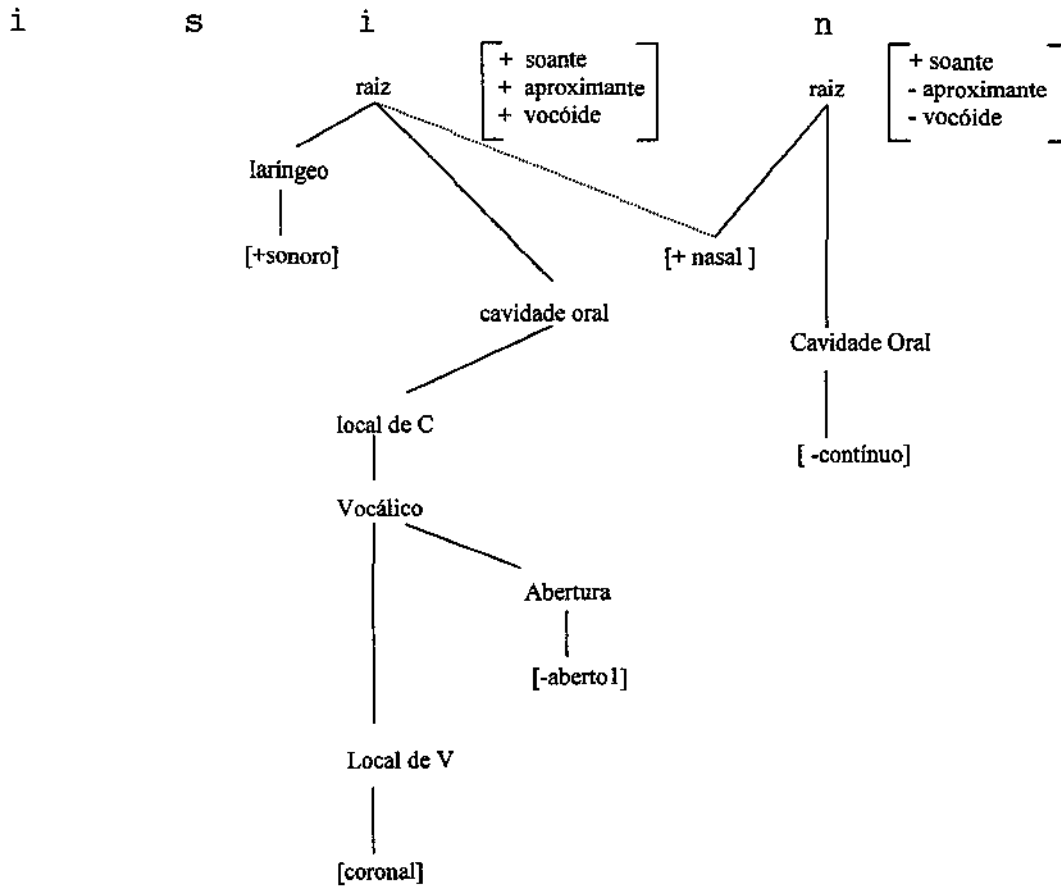 i s i n
raiz
+ soante
+ aproximante
+ vocóide
raiz
+ soante
- aproximante
- vocóide
laríngeo
[+sonoro]
[+ nasal ]
cavidade oral
Cavidade Oral
local de C
[ -contínuo]
Vocálico
Abertura
[-aberto1]
Local de V
[coronal]